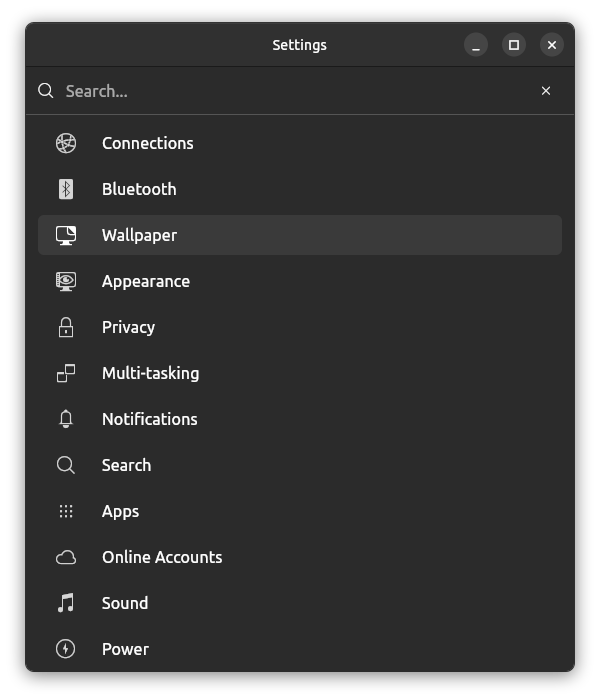 Settings
Search...
Connections
Bluetooth
Wallpaper
Appearance
Privacy
Multi-tasking
Notifications
Search
Apps
Online Accounts
Sound
Power